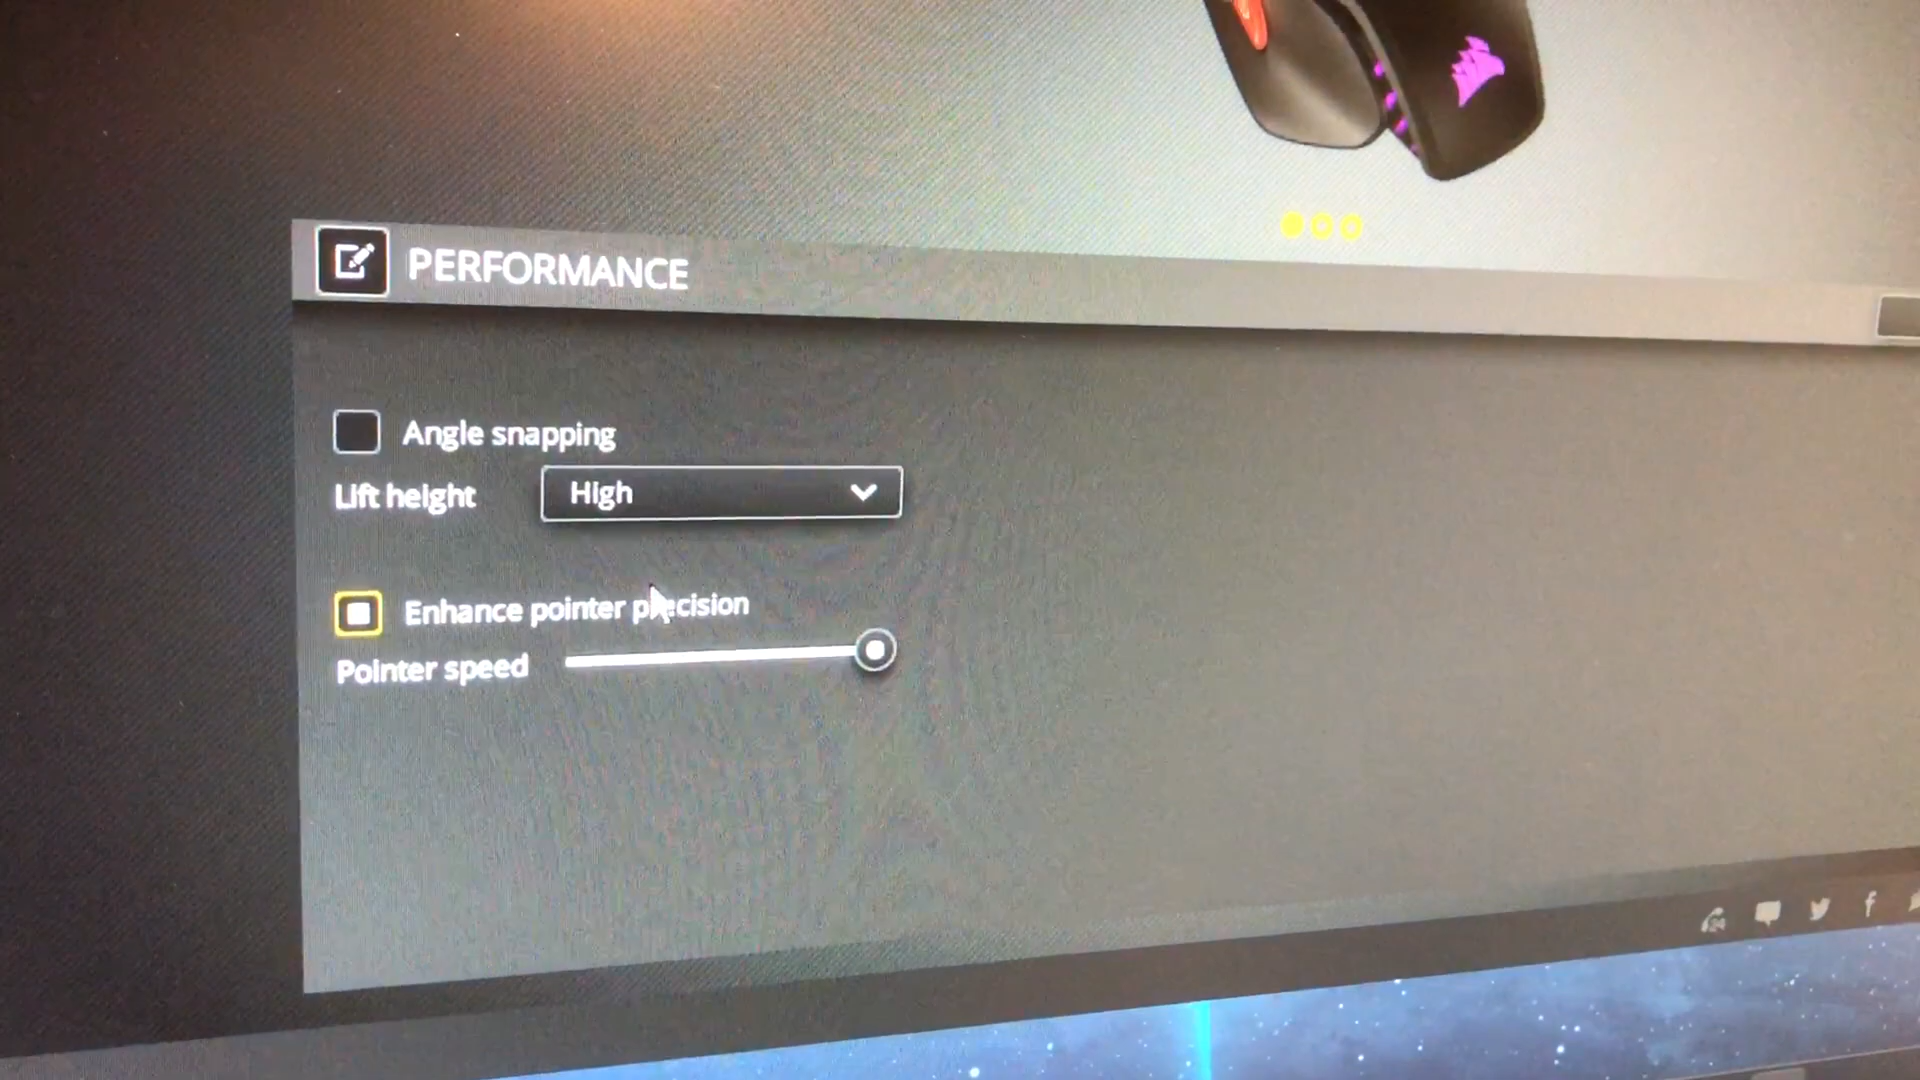 PERFORMANCE
Angle snapping
Lift height High
Enhance pointer precision
Pointer speed